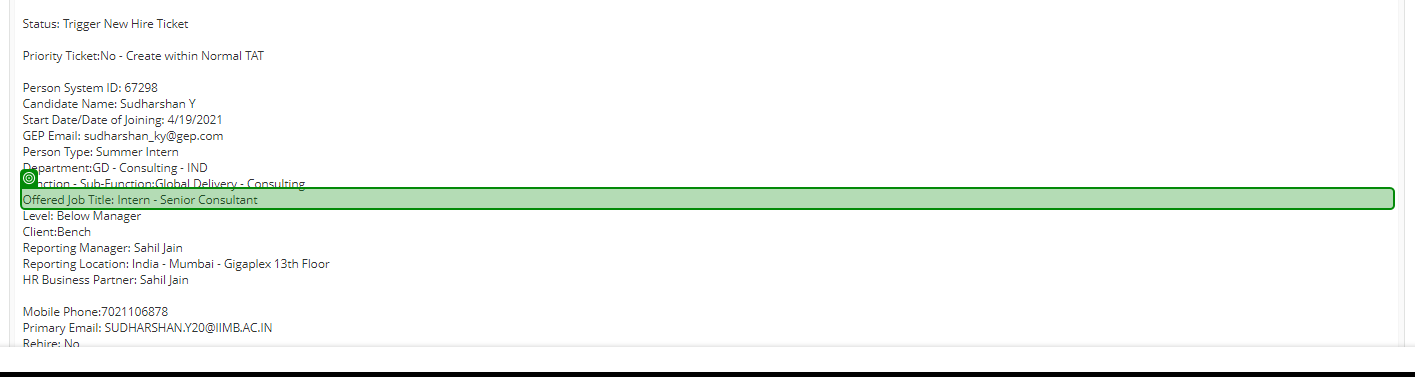 Status: Trigger New Hire Ticket
Priority Ticket:No - Create within Normal TAT
Person System ID: 67298
Candidate Name: Sudharshan Y
Start Date/Date of Joining: 4/19/2021
GEP Email: sudharshan_ky@gep.com
Person Type: Summer Intern
Department:GD - Consulting - IND
nction - Sub-Function:Global Delivery - Consulting
Offered Job Title: Intern - Senior Consultant
Level: Below Manager
Client:Bench
Reporting Manager: Sahil Jain
Reporting Location: India - Mumbai - Gigaplex 13th Floor
HR Business Partner: Sahil Jain
Mobile Phone:7021106878
Primary Email: SUDHARSHAN.Y20@IIMB.AC.IN
Rehire: No